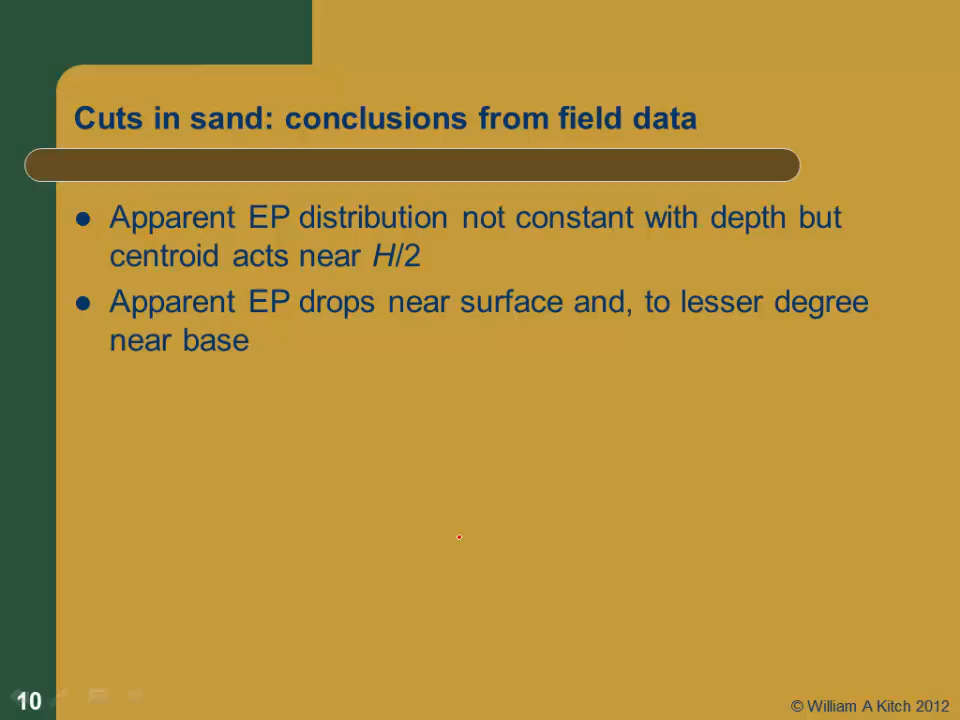 Cuts in sand: conclusions from field data
● Apparent EP distribution not constant with depth but
centroid acts near H/2
● Apparent EP drops near surface and, to lesser degree
near base
10
© William A Kitch 2012